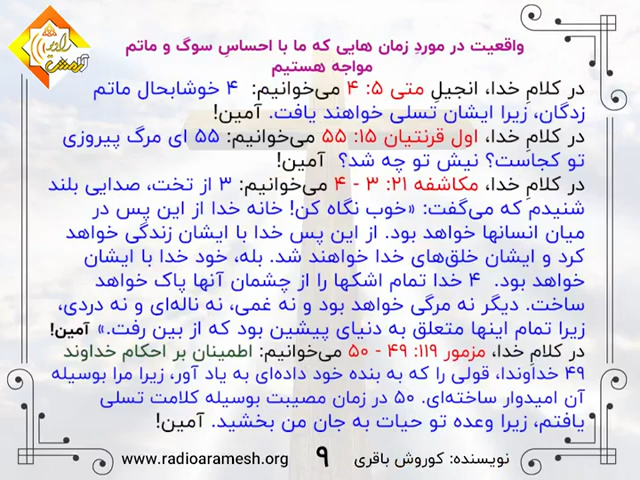 رادیو
آرامش
واقعیت در موردِ زمان هایی که ما با احساسِ سوگ و ماتم
مواجه هستیم
در کلامِ خدا، انجیلِ متی ۵: ۴ می‌خوانیم: ۴ خوشابحال ماتم
زدگان، زیرا ایشان تسلی خواهند یافت. آمین!
در کلامِ خدا، اول قرنتیان ۱۵: ۵۵ می‌خوانیم: ۵۵ ای مرگ پیروزی
تو کجاست؟ نیش تو چه شد؟ آمین!
در کلامِ خدا، مکاشفه ۲۱: ۳ - ۴ می‌خوانیم: ۳ از تخت، صدایی بلند
شنیدم که می‌گفت: «خوب نگاه کن! خانه خدا از این پس در
میان انسانها خواهد بود. از این پس خدا با ایشان زندگی خواهد
کرد و ایشان خلق‌های خدا خواهند شد. بله، خود خدا با ایشان
خواهد بود. ۴ خدا تمام اشکها را از چشمان آنها پاک خواهد
ساخت. دیگر نه مرگی خواهد بود و نه غمی، نه ناله‌ای و نه دردی،
زیرا تمام اینها متعلق به دنیای پیشین بود که از بین رفت.» آمین!
در کلامِ خدا، مزمور ۱۱۹: ۴۹ - ۵۰ می‌خوانیم: اطمینان بر احکام خداوند
۴۹ خداوندا، قولی را که به بنده خود داده‌ای به یاد آور، زیرا مرا بوسیله
آن امیدوار ساخته‌ای. ۵۰ در زمان مصیبت بوسیله کلامت تسلی
یافتم، زیرا وعده تو حیات به جان من بخشید. آمین!
نویسنده: کوروش باقری ۹ www.radioaramesh.org